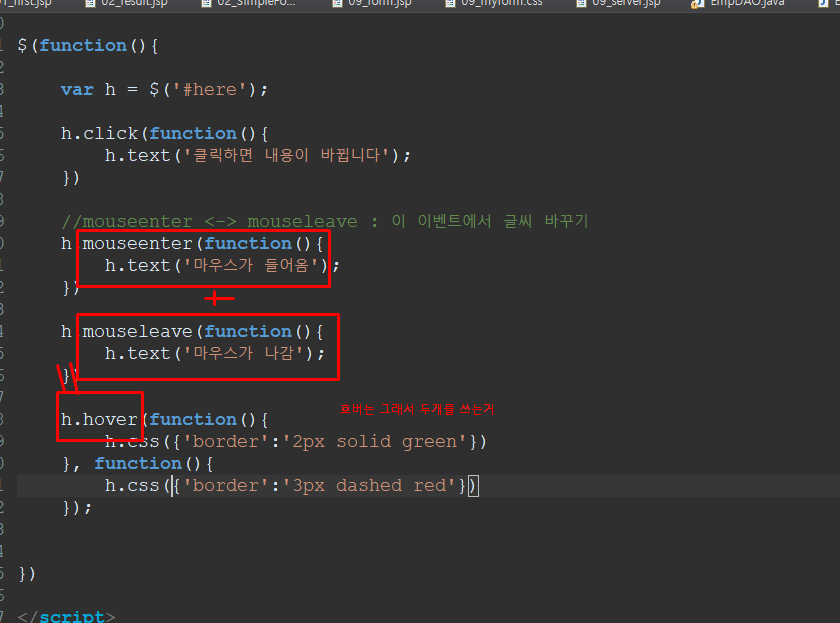 1_first.jsp 02_result.jsp 02_SimpleFo... 09_form.jsp 09_myform.css 09_server.jsp EmpDAO.java
$(function(){
var h = $('#here');
h.click(function(){
h.text('클릭하면 내용이 바뀝니다');
})
//mouseenter <-> mouseleave : 이 이벤트에서 글씨 바꾸기
h.mouseenter(function(){
h.text('마우스가 들어옴');
})
+
h.mouseleave(function(){
h.text('마우스가 나감');
})
h.hover(function(){
호버는 그래서 두개를 쓰는거
h.css({'border':'2px solid green'})
}, function(){
h.css({'border':'3px dashed red'})
});
})
</script>